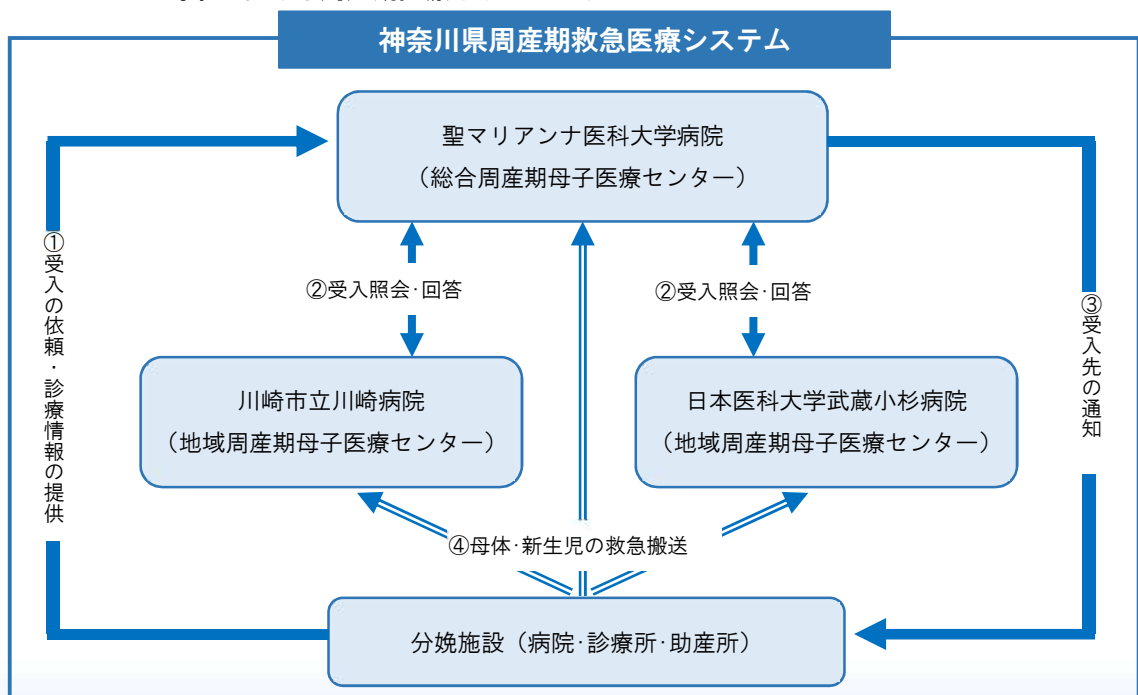 神奈川県周産期救急医療システム
聖マリアンナ医科大学病院
（総合周産期母子医療センター）
①受入の依頼・診療情報の提供
②受入照会·回答
②受入照会·回答
③受入先の通知
川崎市立川崎病院
（地域周産期母子医療センター）
日本医科大学武蔵小杉病院
（地域周産期母子医療センター）
④母体·新生児の救急搬送
分娩施設（病院·診療所·助産所）